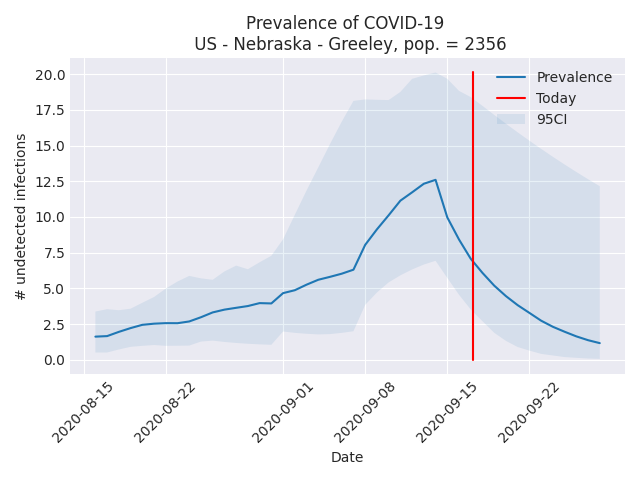 Prevalence of COVID-19
US - Nebraska - Greeley, pop. = 2356
20.0
17.5
15.0
12.5
10.0
7.5
5.0
2.5
0.0
# undetected infections
Prevalence
Today
95CI
2020-08-15
2020-08-22
2020-09-01
2020-09-08
2020-09-15
2020-09-22
Date